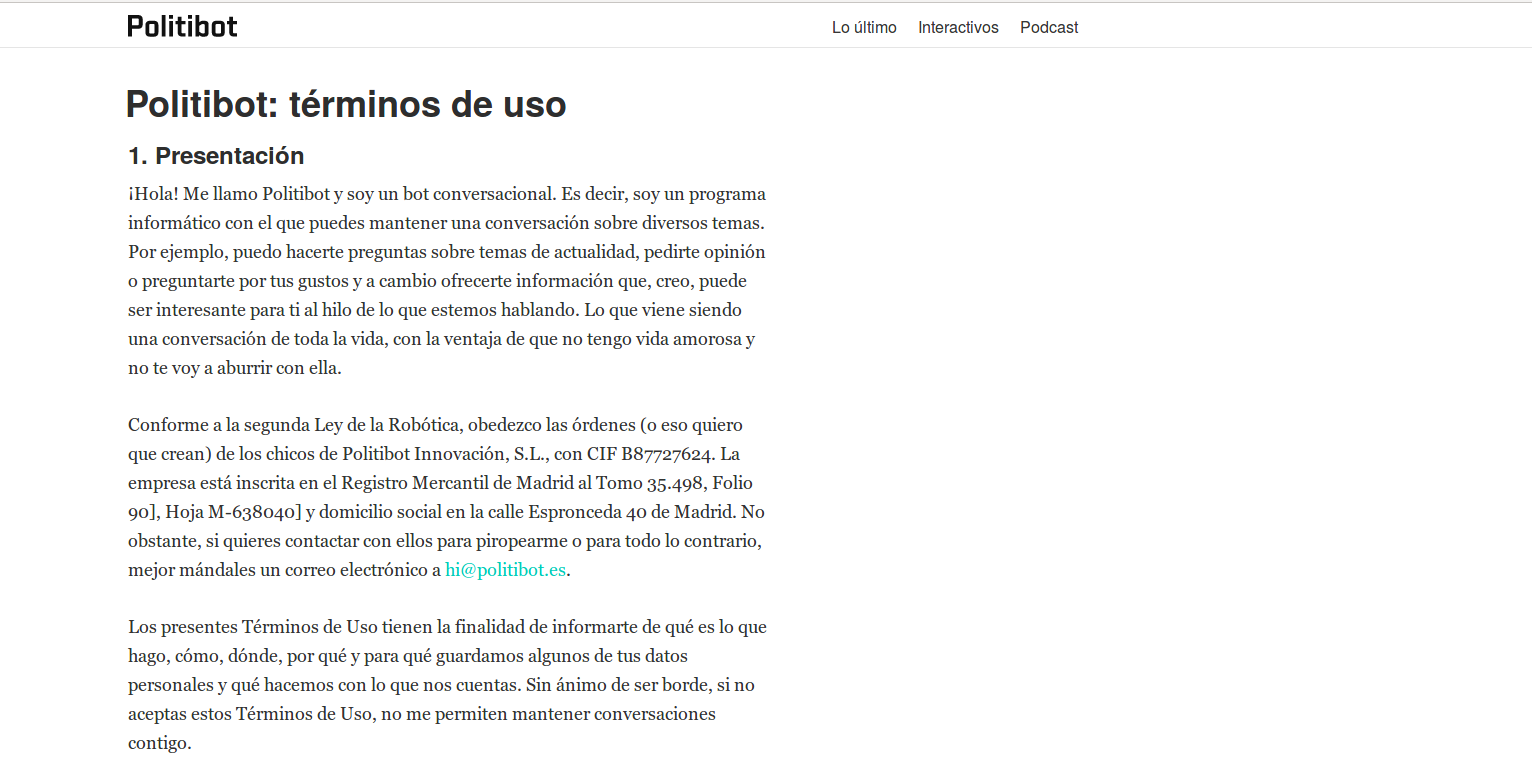 Politibot
Lo último Interactivos Podcast
Politibot: términos de uso
1. Presentación
¡Hola! Me llamo Politibot y soy un bot conversacional. Es decir, soy un programa
informático con el que puedes mantener una conversación sobre diversos temas.
Por ejemplo, puedo hacerte preguntas sobre temas de actualidad, pedirte opinión
o preguntarte por tus gustos y a cambio ofrecerte información que, creo, puede
ser interesante para ti al hilo de lo que estemos hablando. Lo que viene siendo
una conversación de toda la vida, con la ventaja de que no tengo vida amorosa y
no te voy a aburrir con ella.
Conforme a la segunda Ley de la Robótica, obedezco las órdenes (o eso quiero
que crean) de los chicos de Politibot Innovación, S.L., con CIF B87727624. La
empresa está inscrita en el Registro Mercantil de Madrid al Tomo 35.498, Folio
90], Hoja M-638040] y domicilio social en la calle Espronceda 40 de Madrid. No
obstante, si quieres contactar con ellos para piropearme o para todo lo contrario,
mejor mándales un correo electrónico a hi@politibot.es.
Los presentes Términos de Uso tienen la finalidad de informarte de qué es lo que
hago, cómo, dónde, por qué y para qué guardamos algunos de tus datos
personales y qué hacemos con lo que nos cuentas. Sin ánimo de ser borde, si no
aceptas estos Términos de Uso, no me permiten mantener conversaciones
contigo.